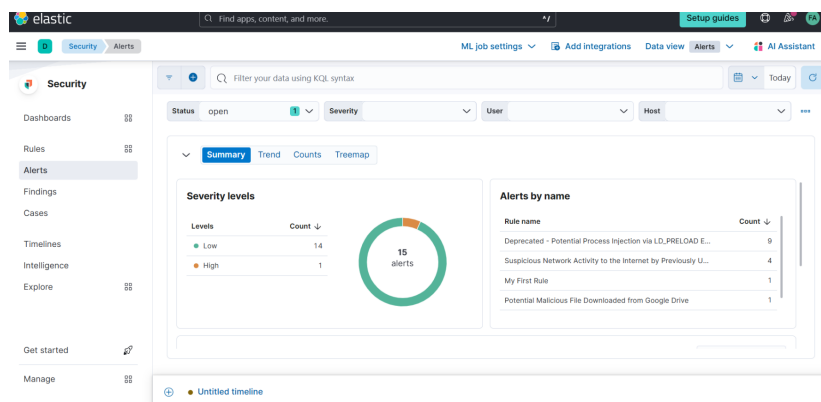 elastic
Find apps, content, and more.
^/
Setup guides
FA
D
Security
Alerts
ML job settings
Add integrations
Data view
Alerts
AI Assistant
Security
Filter your data using KQL syntax
Today
Dashboards
Rules
Alerts
Findings
Cases
Timelines
Intelligence
Explore
Get started
Manage
Status
open
1
Severity
User
Host
Summary
Trend
Counts
Treemap
Severity levels
Levels
Count
Low
14
High
1
15
alerts
Alerts by name
Rule name
Count
Deprecated - Potential Process Injection via LD_PRELOAD E...
9
Suspicious Network Activity to the Internet by Previously U...
4
My First Rule
1
Potential Malicious File Downloaded from Google Drive
1
Untitled timeline